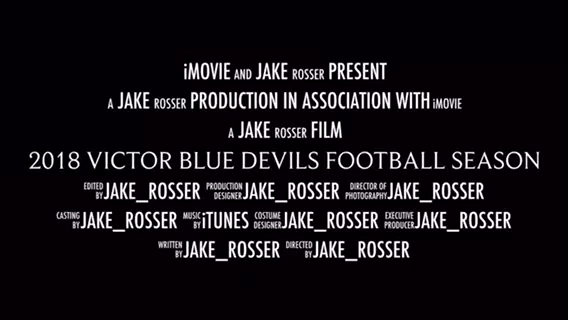 iMOVIE AND JAKE ROSSER PRESENT
A JAKE ROSSER PRODUCTION IN ASSOCIATION WITH iMOVIE
A JAKE ROSSER FILM
2018 VICTOR BLUE DEVILS FOOTBALL SEASON
EDITED BY JAKE_ROSSER PRODUCTION DESIGNER JAKE_ROSSER DIRECTOR OF PHOTOGRAPHY JAKE_ROSSER
CASTING BY JAKE_ROSSER MUSIC BY iTUNES COSTUME DESIGNER JAKE_ROSSER EXECUTIVE PRODUCER JAKE_ROSSER
WRITTEN BY JAKE_ROSSER DIRECTED BY JAKE_ROSSER